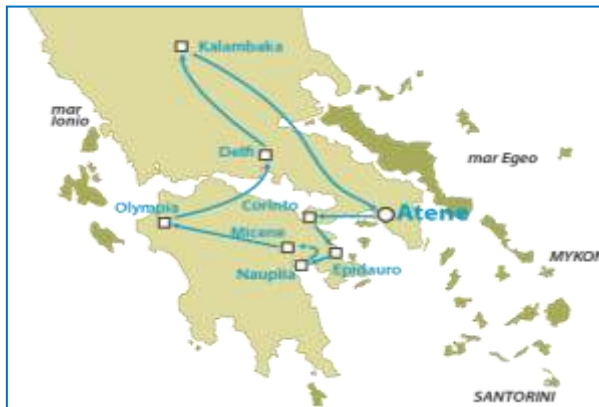 Kalambaka
mar
Ionio
Delfi
mar Egeo
Olympia
Corinto
Atene
Micene
Nauplia
Epidauro
MYKON
SANTORINI